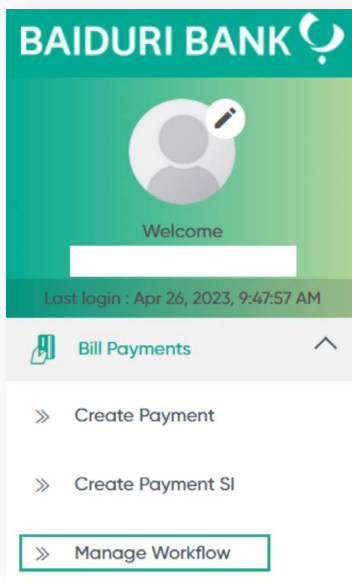 BAIDURI BANK
Welcome
Last login : Apr 26, 2023, 9:47:57 AM
Bill Payments
Create Payment
Create Payment SI
Manage Workflow